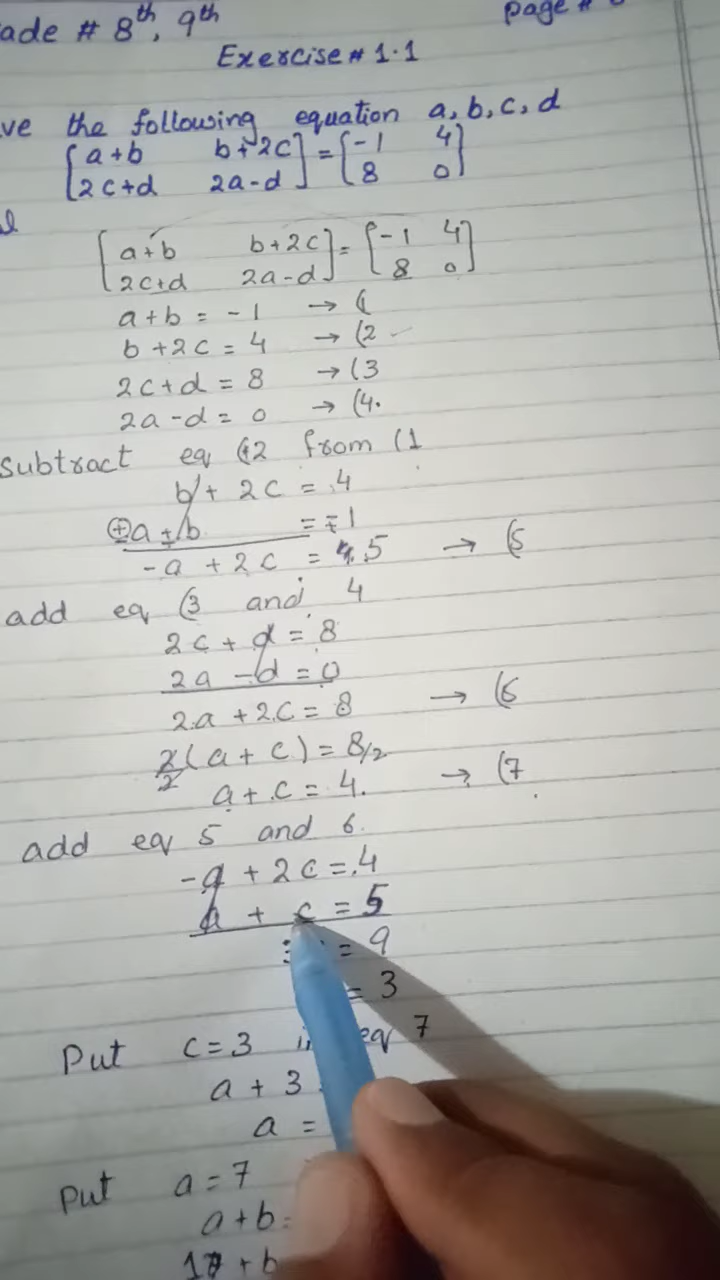 ade # 8th, 9th
page #
Exercise # 1.1
ve the following equation a, b, c, d
[a+b b+2c] = [-1 4]
[2c+d 2a-d] [8 0]
[a+b b+2c] = [-1 4]
[2c+d 2a-d] [8 0]
a+b = -1 → (1
b+2c = 4 → (2
2c+d = 8 → (3
2a-d = 0 → (4.
Subtract eq (2 from (1
b + 2c = 4
±a ± b = ∓1
-a + 2c = 5 → (5
add eq (3 and 4
2c + d = 8
2a - d = 0
2a + 2c = 8 → (6
2/2 (a + c) = 8/2
a + c = 4. → (7
add eq 5 and 6.
-a + 2c = 4
a + c = 5
= 9
= 3
Put c = 3 eq 7
a + 3
a =
Put a = 7
a+b =
+ b